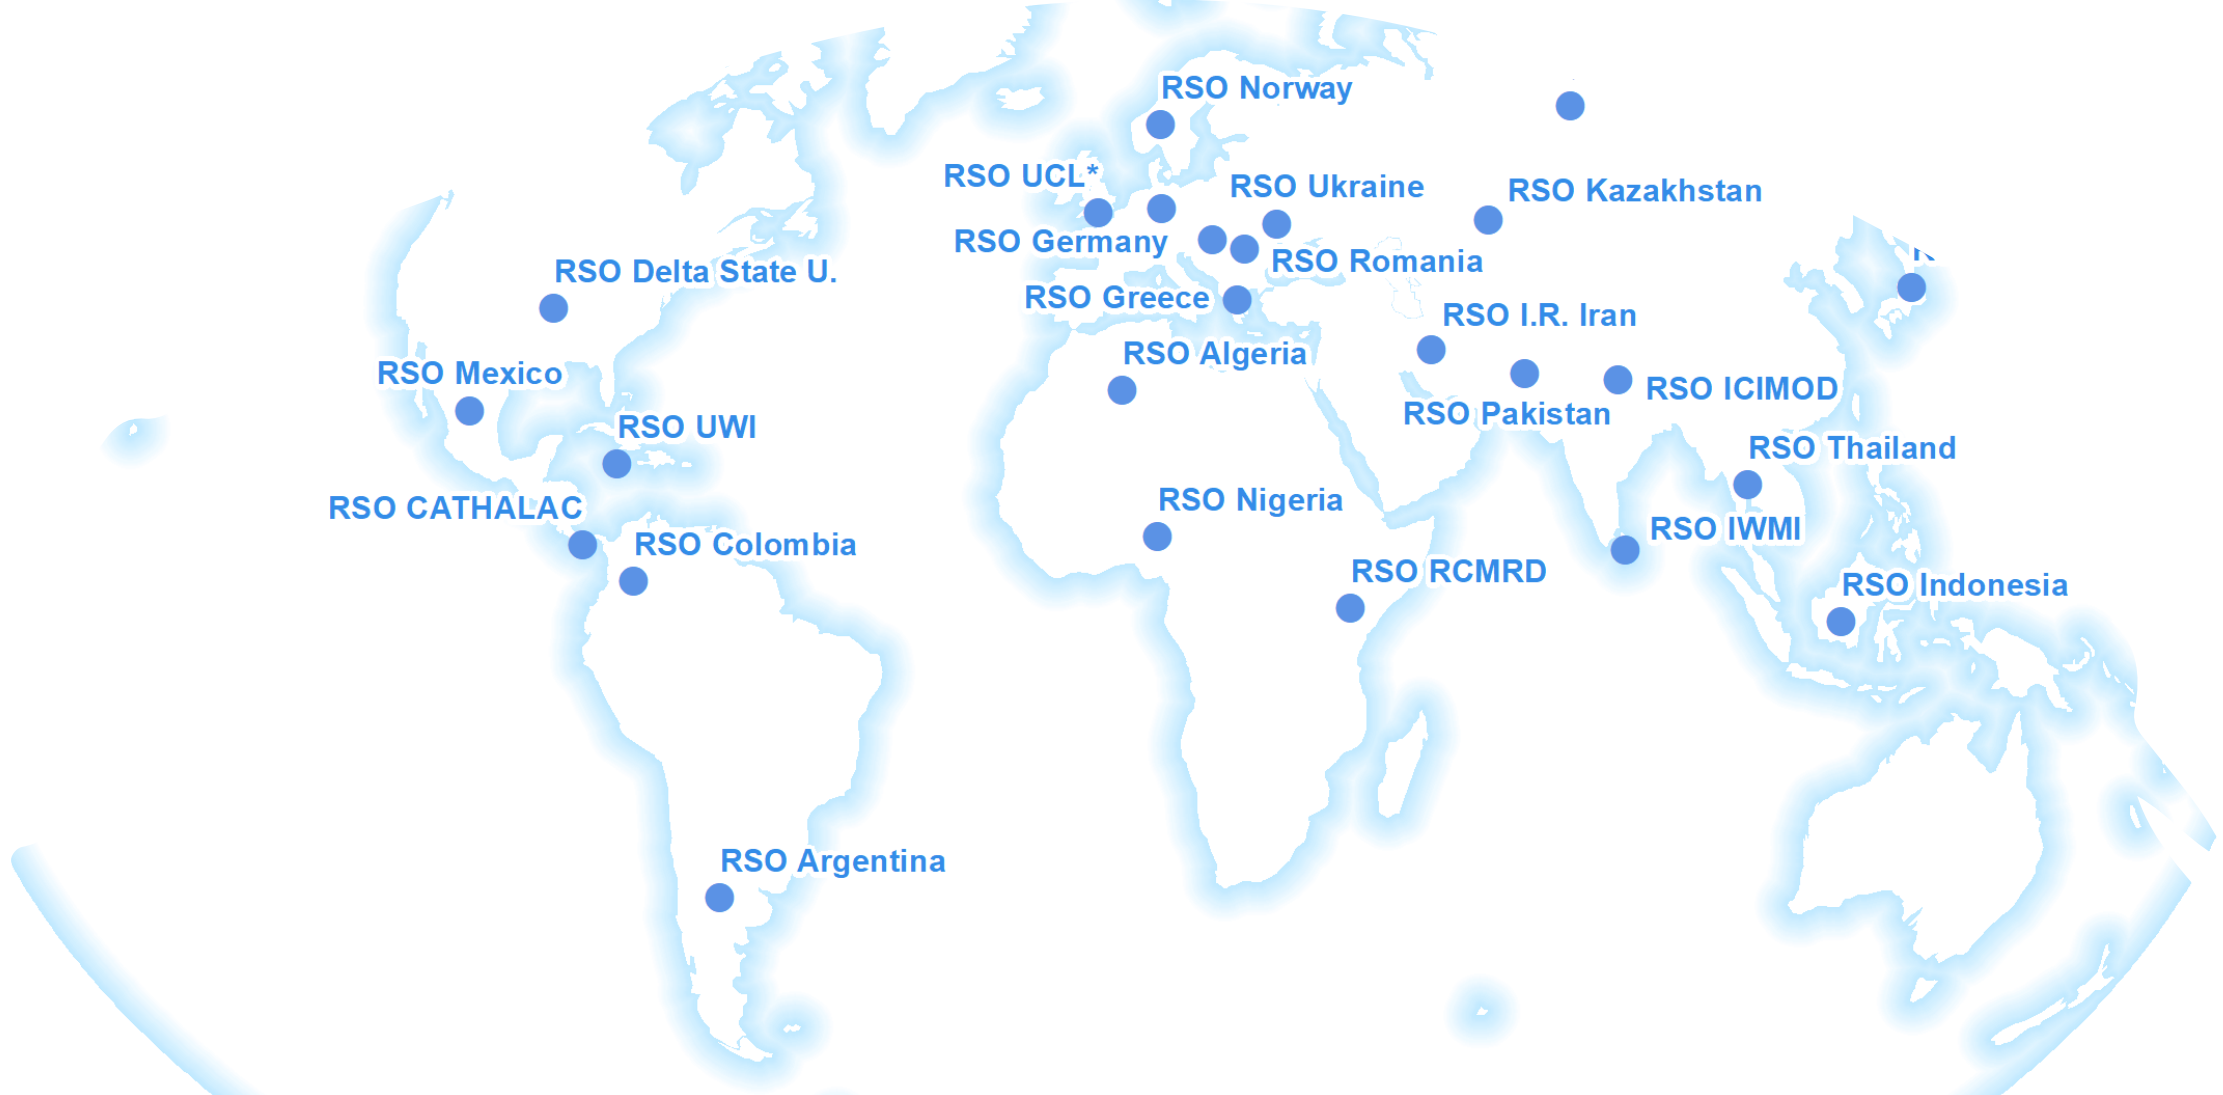 RSO Norway
RSO UCL*
RSO Ukraine
RSO Kazakhstan
RSO Germany
RSO Romania
RSO Delta State U.
RSO Greece
RSO I.R. Iran
RSO Algeria
RSO Mexico
RSO ICIMOD
RSO Pakistan
RSO UWI
RSO Thailand
RSO Nigeria
RSO CATHALAC
RSO IWMI
RSO Colombia
RSO RCMRD
RSO Indonesia
RSO Argentina